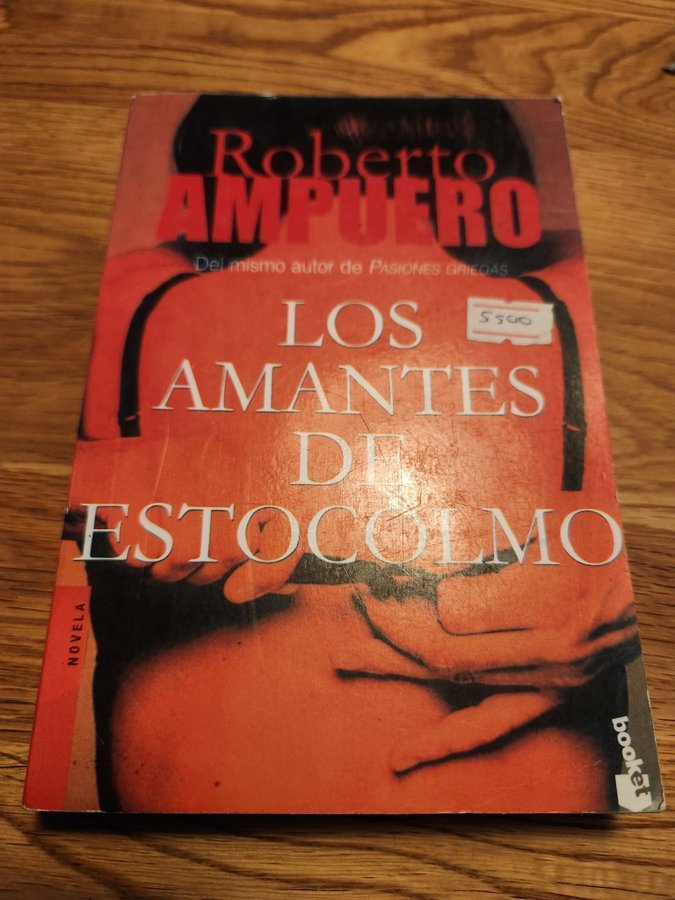 Roberto
AMPUERO
Del mismo autor de PASIONES GRIEGAS
5500
LOS
AMANTES
DE
ESTOCOLMO
NOVELA
booket